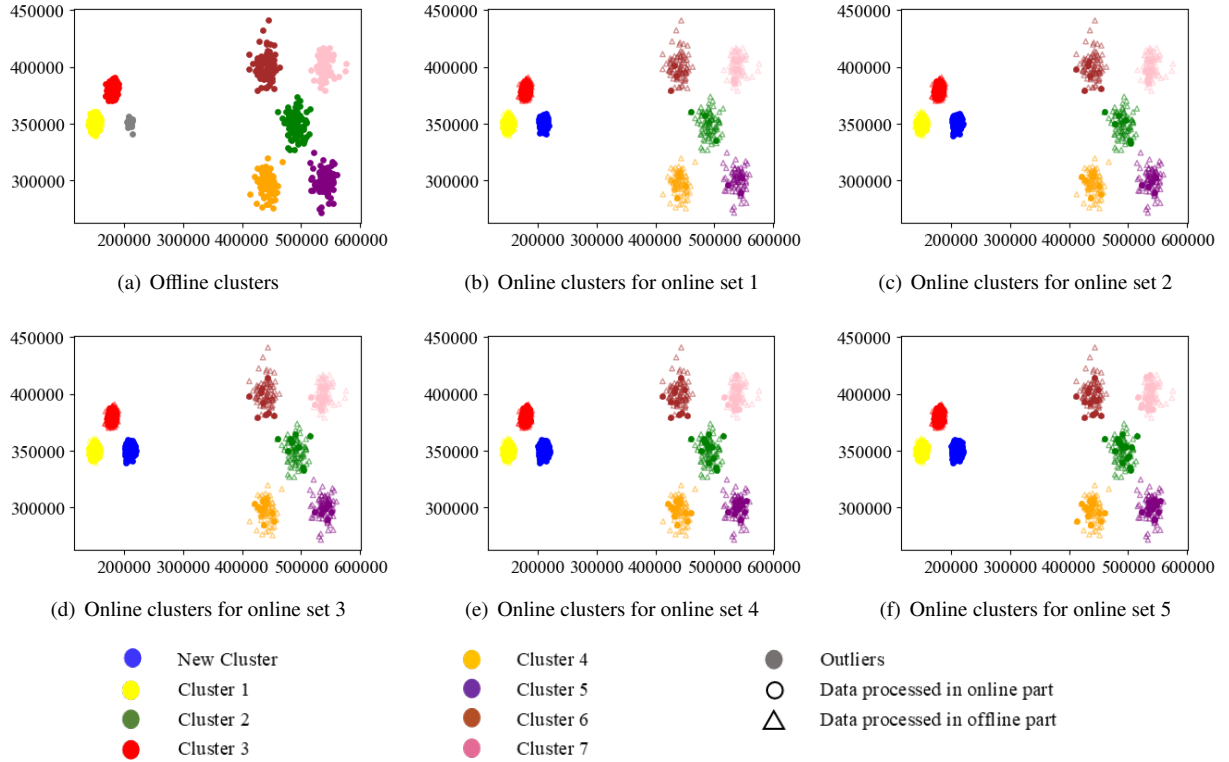 450000
400000
350000
300000
200000 300000 400000 500000 600000
(a) Offline clusters
450000
400000
350000
300000
200000 300000 400000 500000 600000
(b) Online clusters for online set 1
450000
400000
350000
300000
200000 300000 400000 500000 600000
(c) Online clusters for online set 2
450000
400000
350000
300000
200000 300000 400000 500000 600000
(d) Online clusters for online set 3
450000
400000
350000
300000
200000 300000 400000 500000 600000
(e) Online clusters for online set 4
450000
400000
350000
300000
200000 300000 400000 500000 600000
(f) Online clusters for online set 5
New Cluster
Cluster 1
Cluster 2
Cluster 3
Cluster 4
Cluster 5
Cluster 6
Cluster 7
Outliers
Data processed in online part
Data processed in offline part